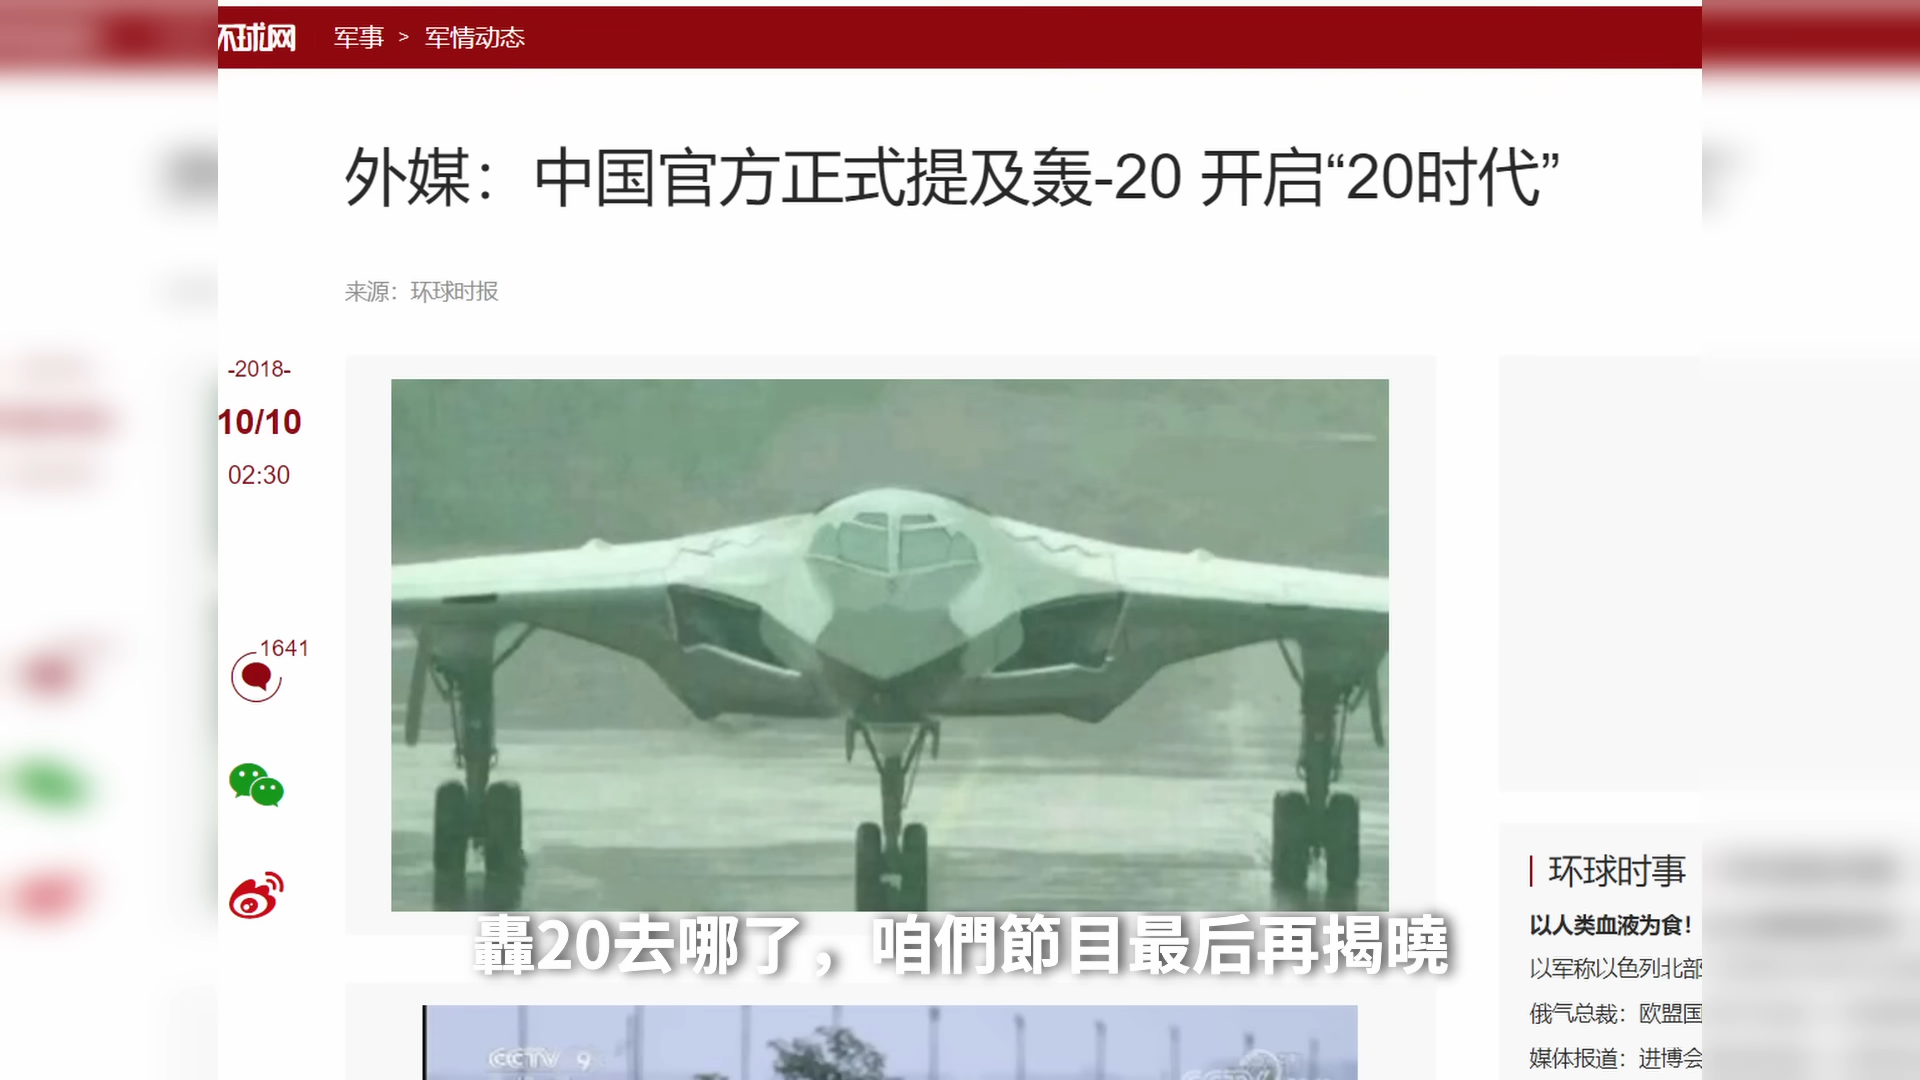 环球网
军事 > 军情动态
外媒：中国官方正式提及轰-20 开启“20时代”
来源：环球时报
-2018-
10/10
02:30
1641
环球时事
以人类血液为食！
以军称以色列北部
俄气总裁：欧盟国
媒体报道：进博会
轟20去哪了，咱們節目最后再揭曉
CCTV 9
CCTV